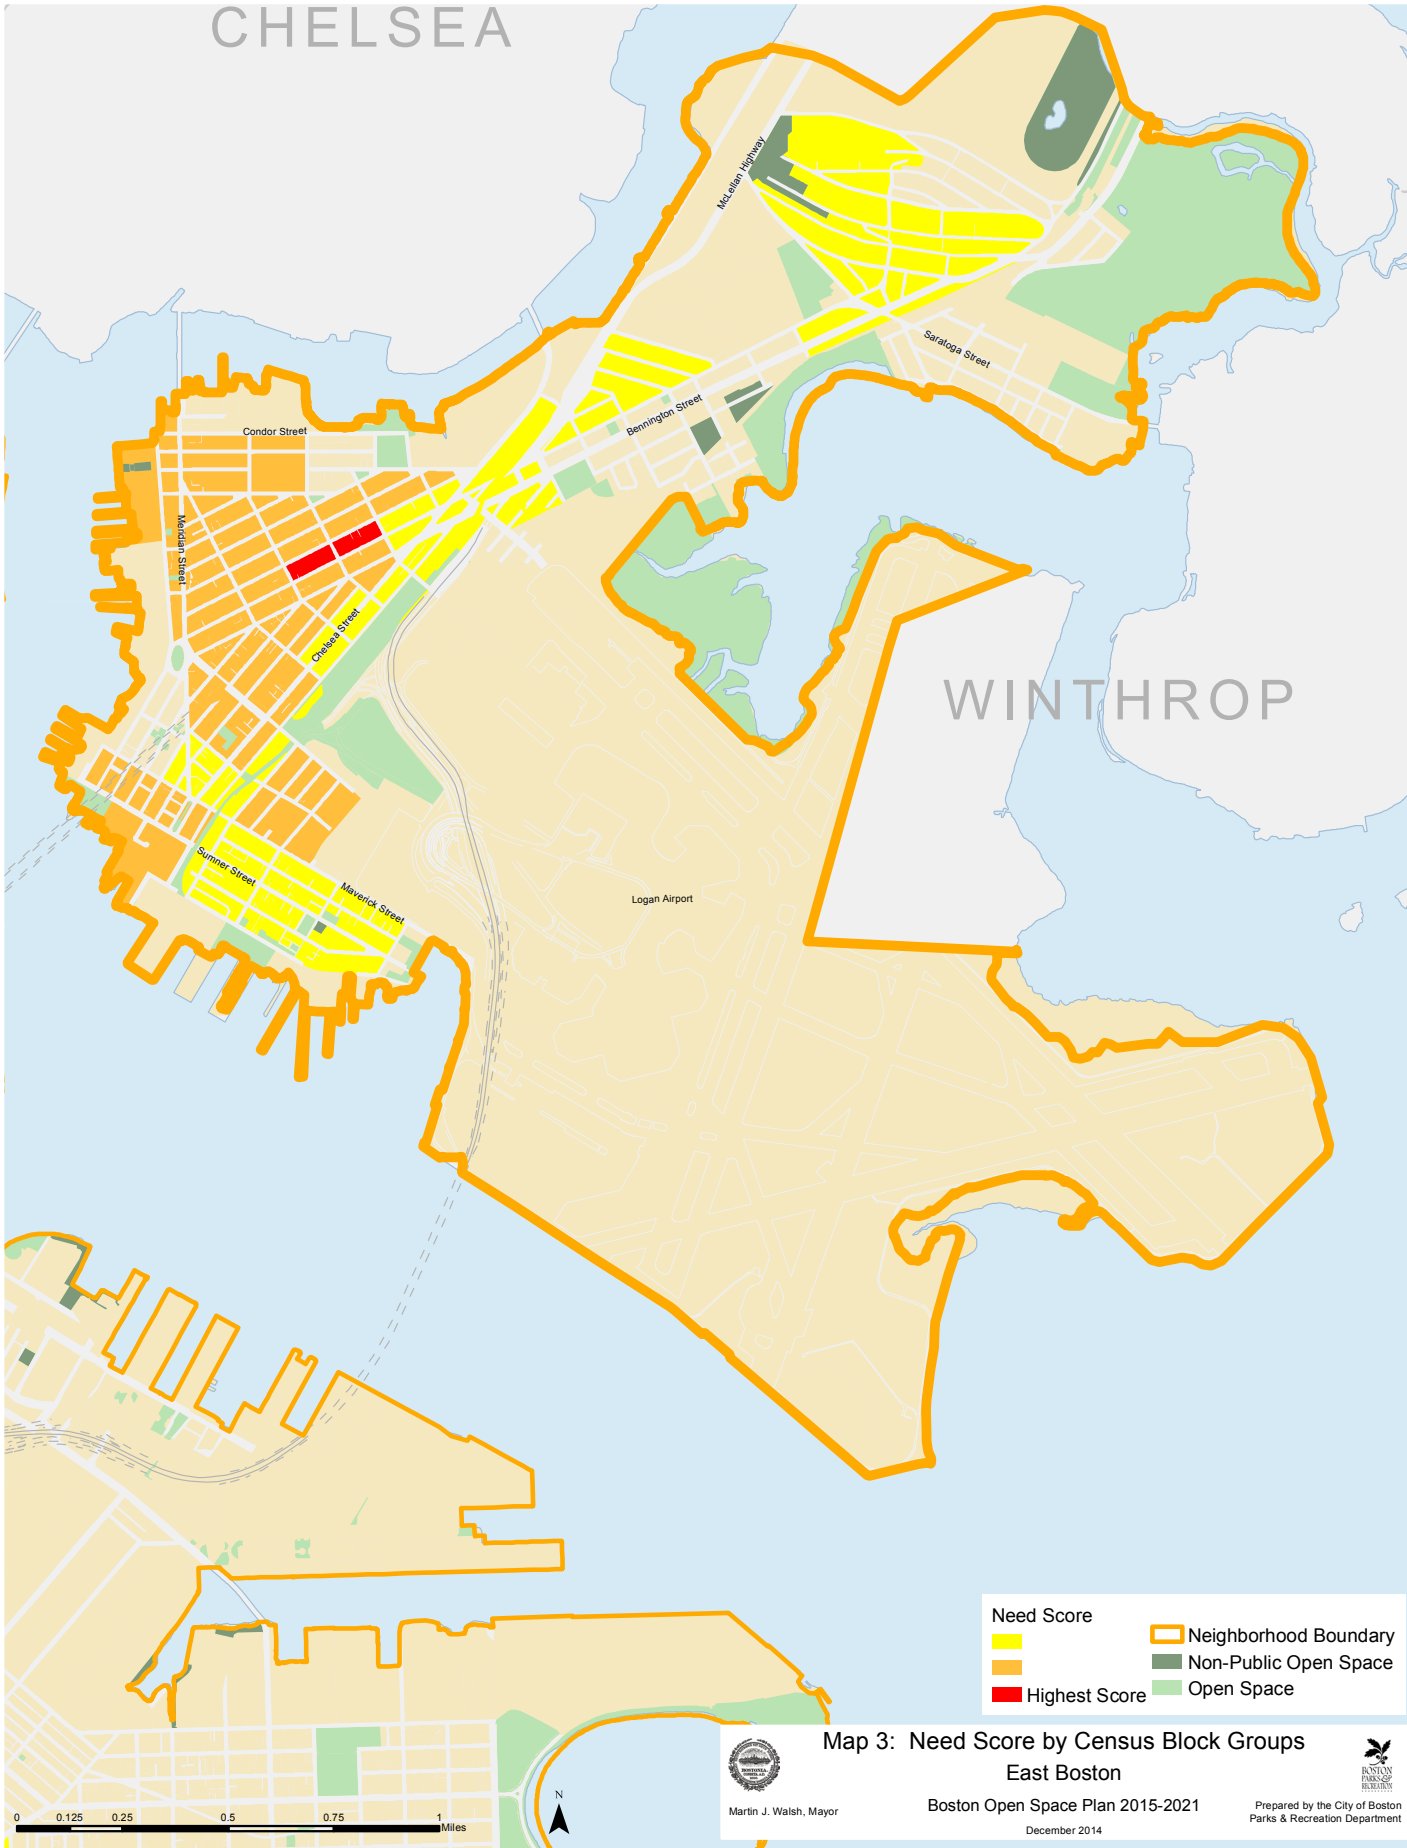 CHELSEA
McLellan Highway
Saratoga Street
Bennington Street
Condor Street
Meridian Street
Chelsea Street
WINTHROP
Sumner Street
Maverick Street
Logan Airport
Need Score
Highest Score
Neighborhood Boundary
Non-Public Open Space
Open Space
Map 3: Need Score by Census Block Groups
East Boston
Boston Open Space Plan 2015-2021
December 2014
Martin J. Walsh, Mayor
BOSTON
PARKS &
RECREATION
Prepared by the City of Boston
Parks & Recreation Department
N
0 0.125 0.25 0.5 0.75 1
Miles